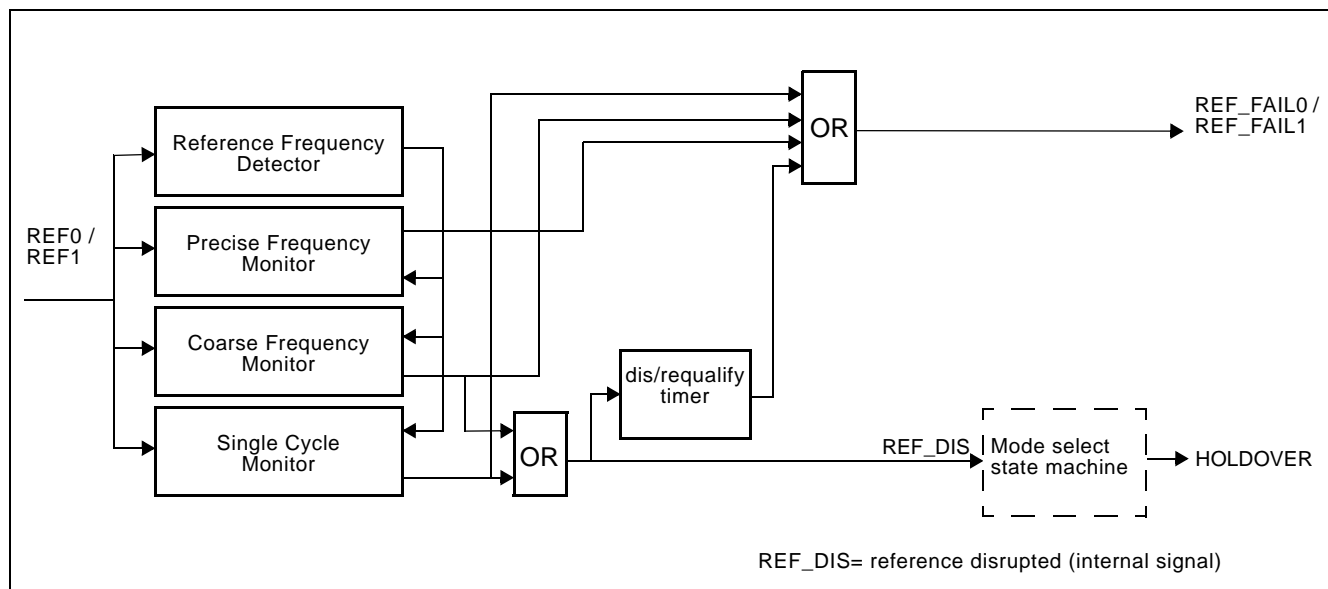 REF0 /
REF1
Reference Frequency
Detector
Precise Frequency
Monitor
Coarse Frequency
Monitor
Single Cycle
Monitor
OR
dis/requalify
timer
OR
REF_FAIL0 /
REF_FAIL1
REF_DIS
Mode select
state machine
HOLDOVER
REF_DIS= reference disrupted (internal signal)